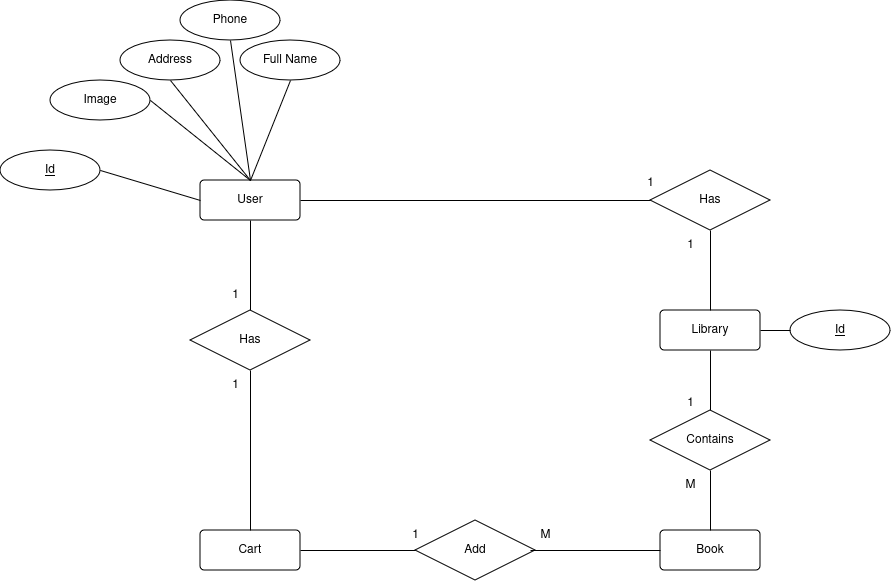 Phone
Address
Full Name
Image
Id
User
1
Has
1
1
Has
1
Library
Id
1
Contains
M
Cart
1
Add
M
Book